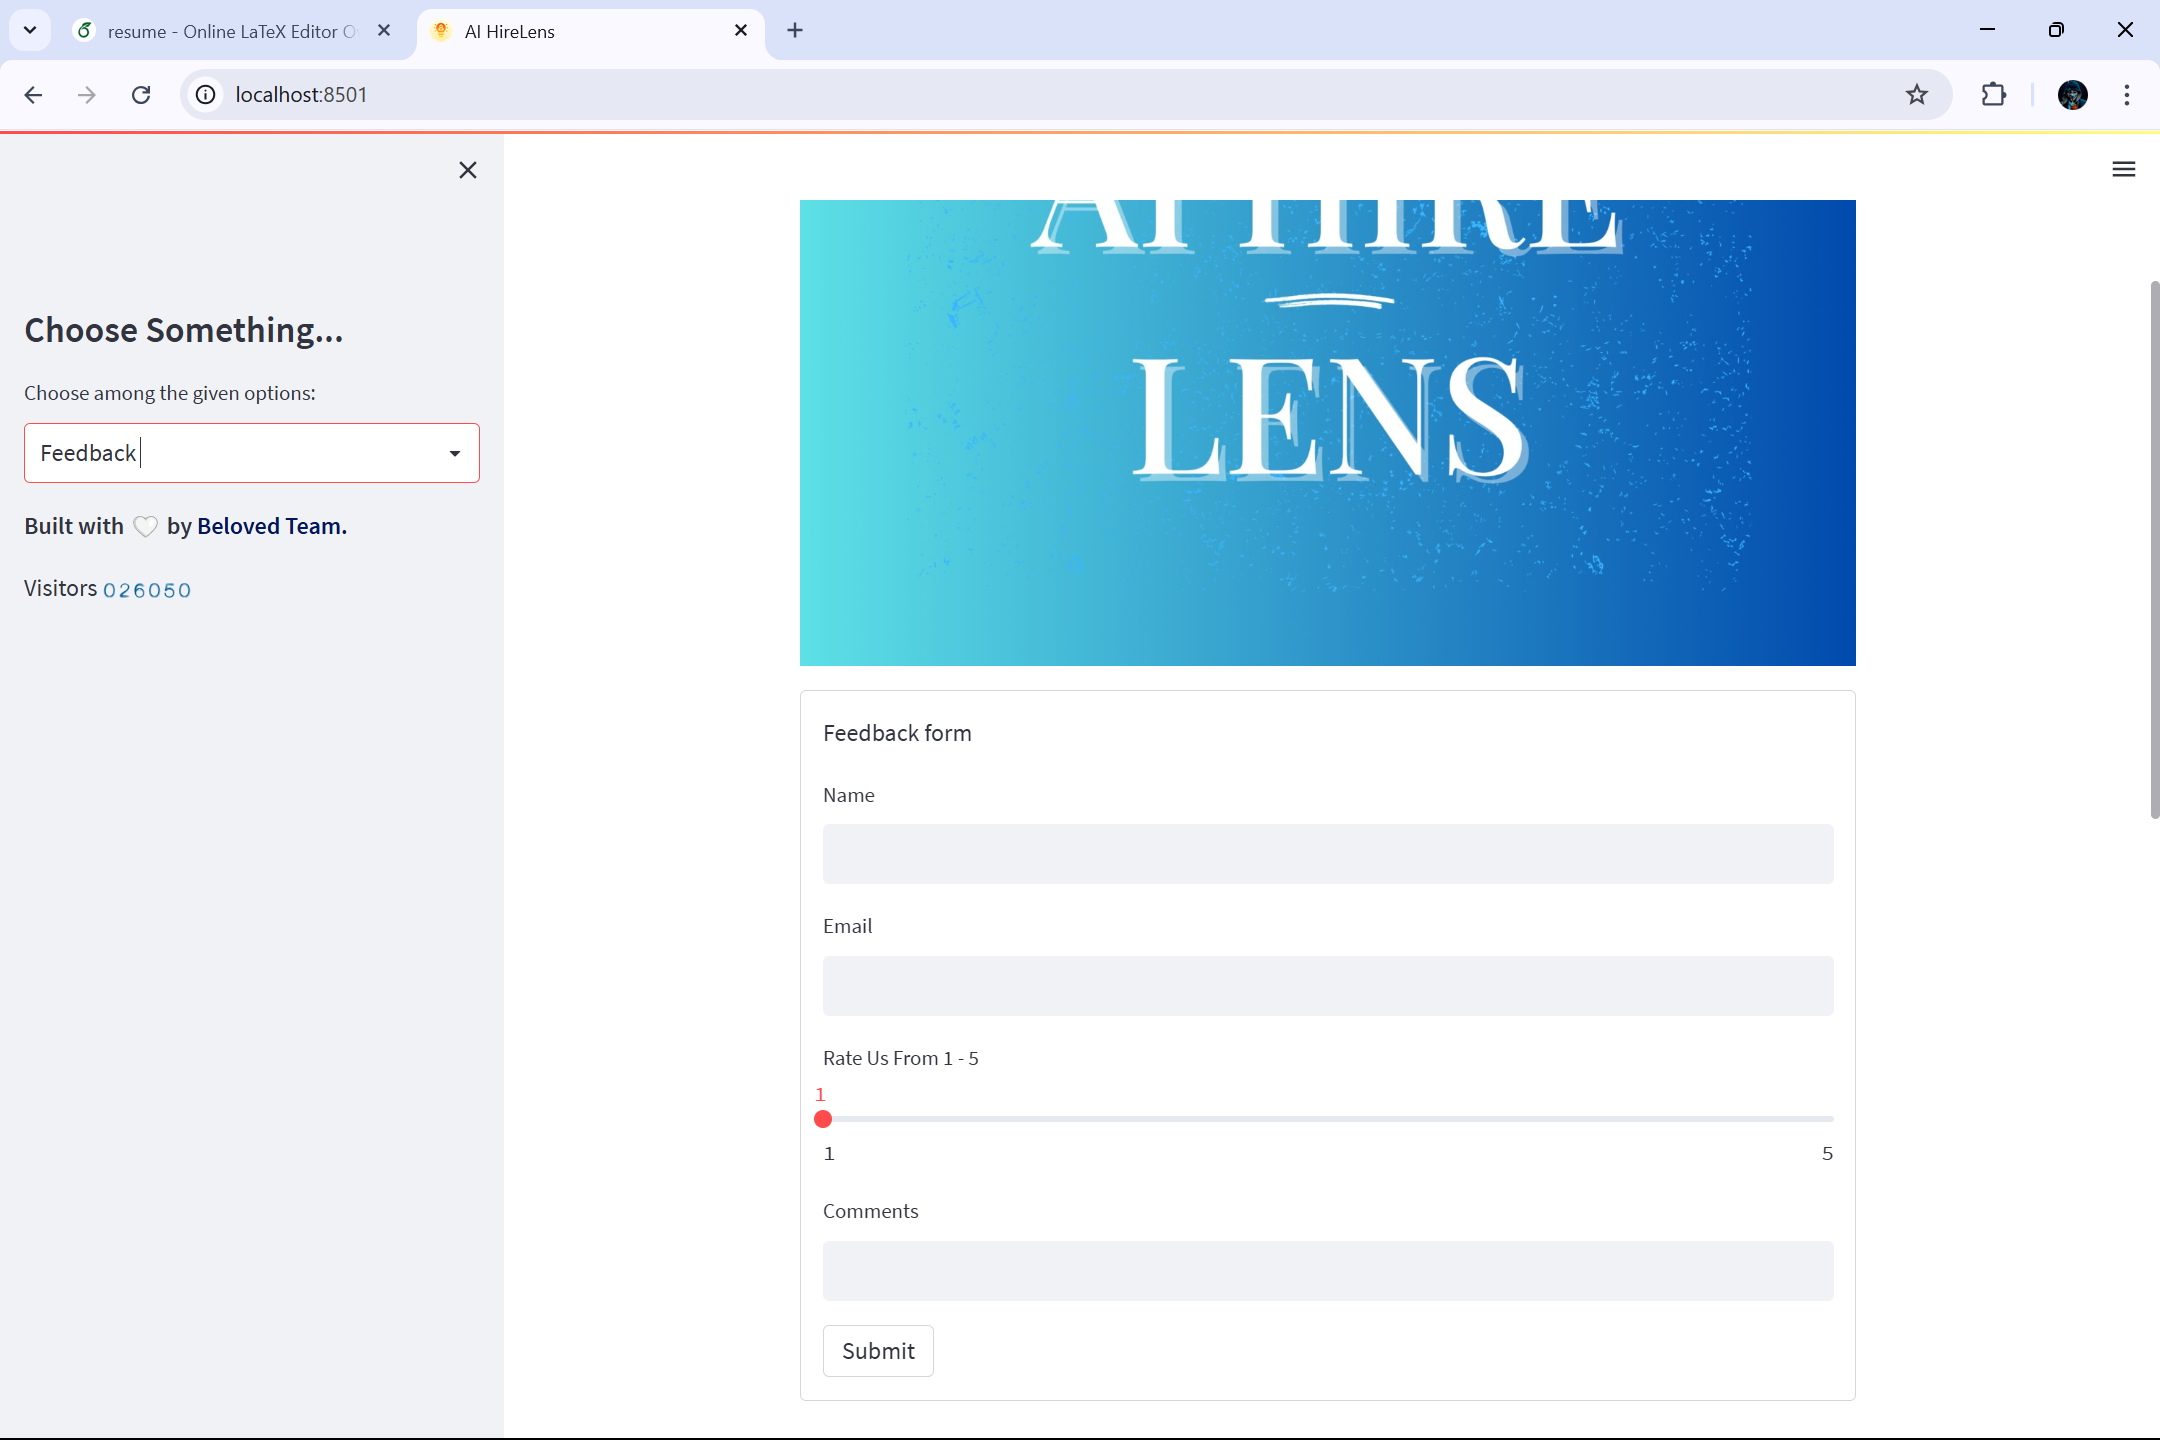 resume - Online LaTeX Editor O
AI HireLens
localhost:8501
Choose Something...
Choose among the given options:
Feedback
Built with 🤍 by Beloved Team.
Visitors 026050
AI HIRE
LENS
Feedback form
Name
Email
Rate Us From 1 - 5
1
1
5
Comments
Submit